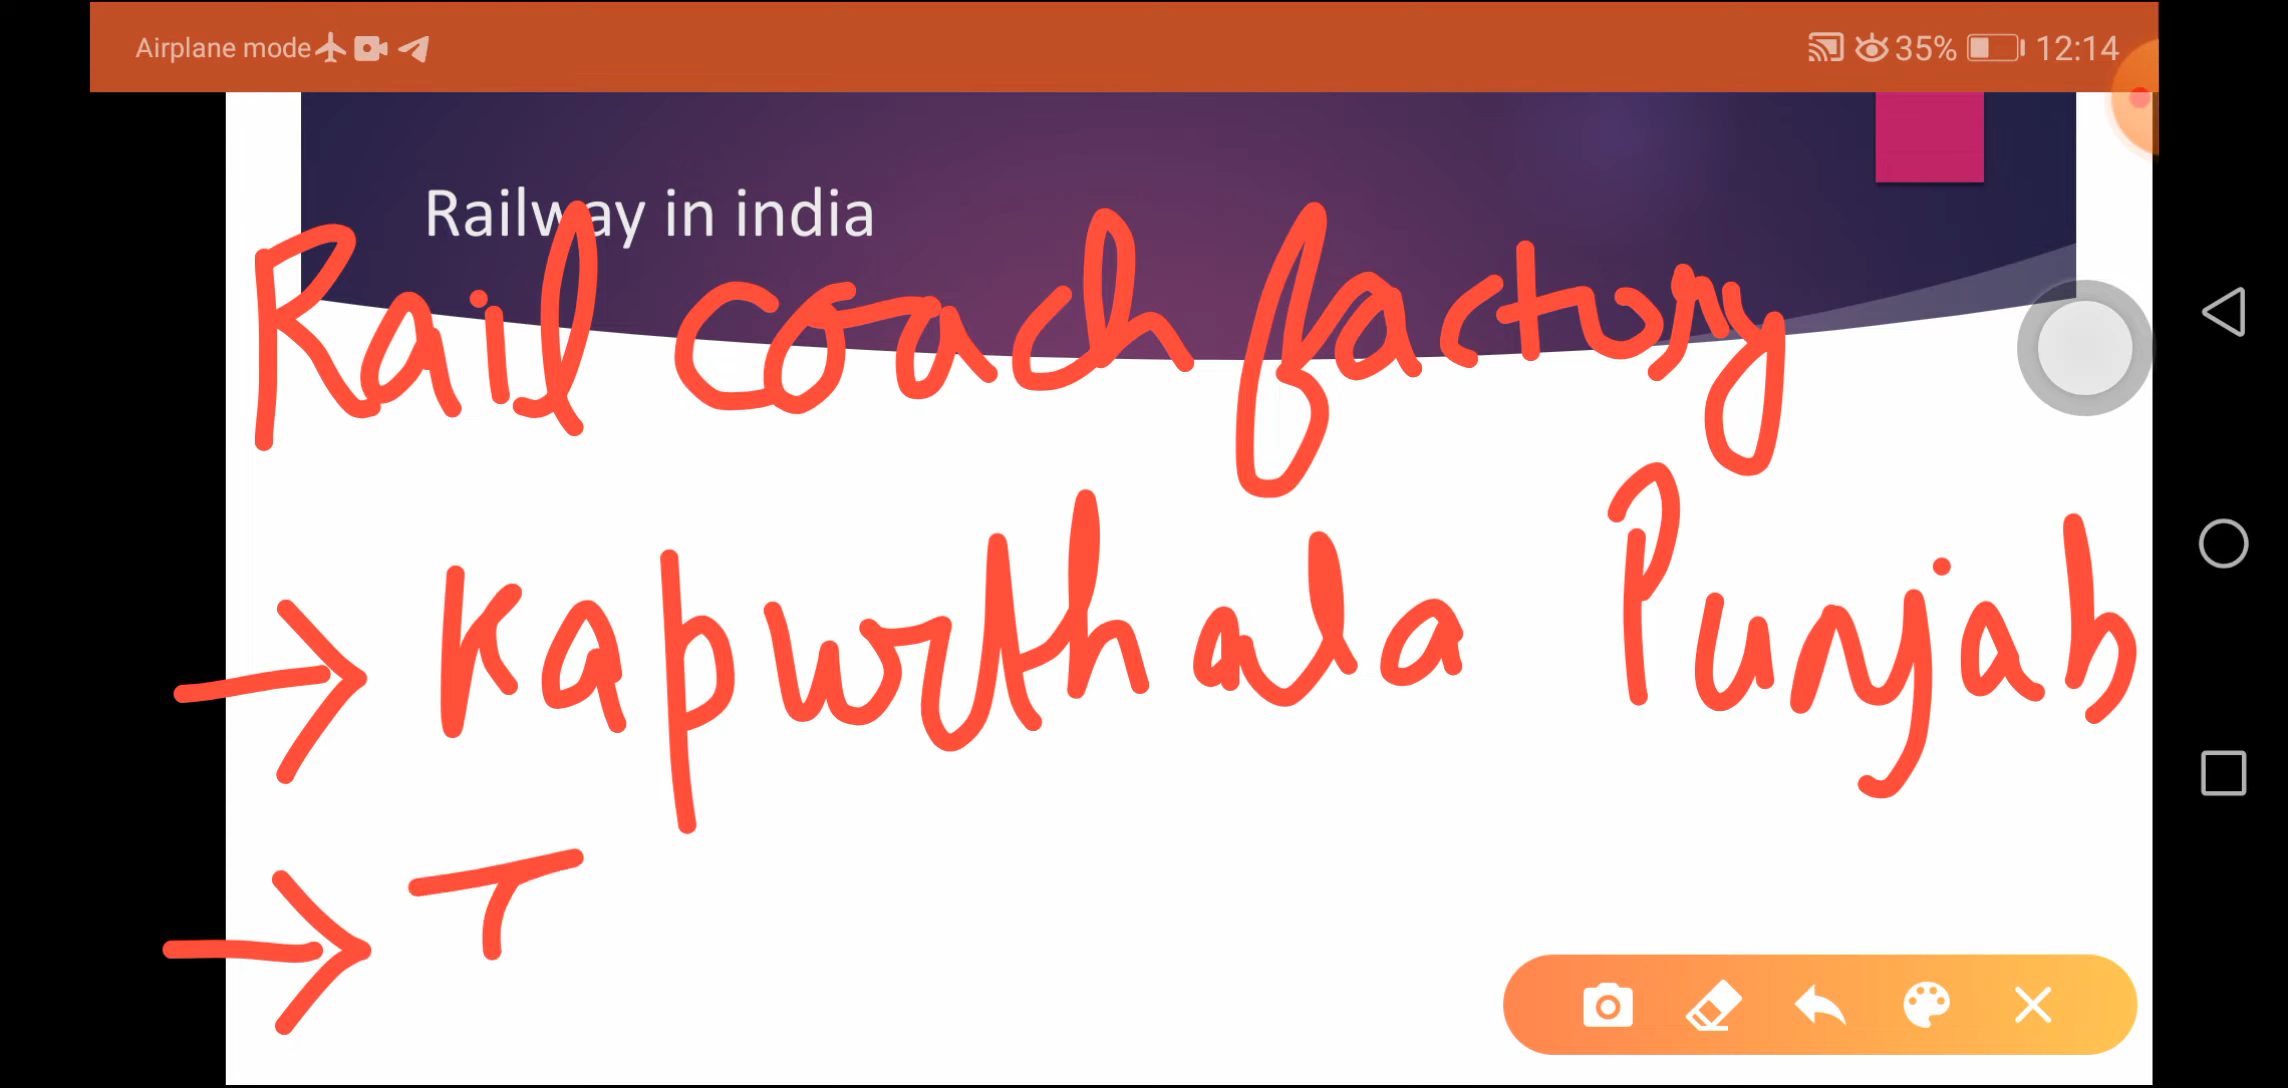 Airplane mode 35% 12:14
Railway in india
Rail coach factory
→ Kapurthala Punjab
→ T